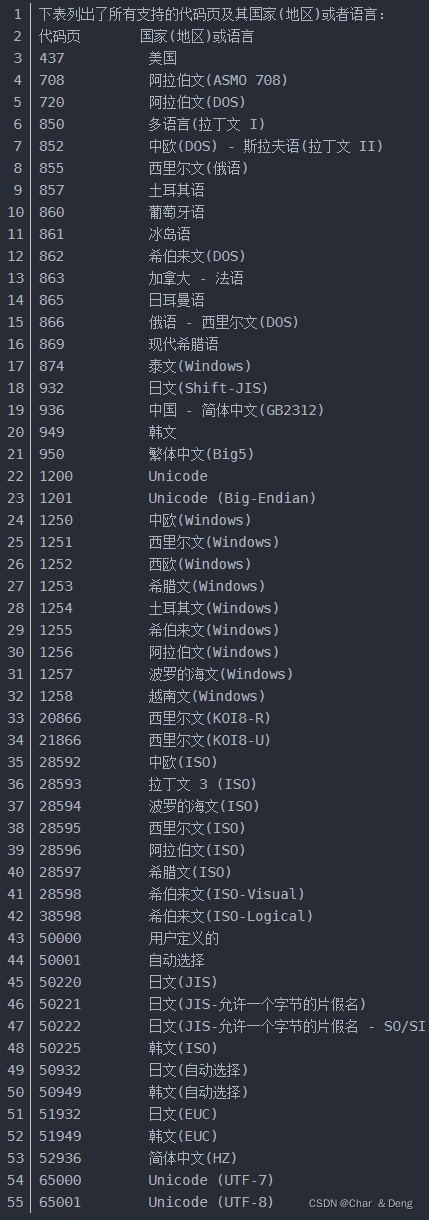 1 下表列出了所有支持的代码页及其国家(地区)或者语言:
2 代码页 国家(地区)或语言
3 437 美国
4 708 阿拉伯文(ASMO 708)
5 720 阿拉伯文(DOS)
6 850 多语言(拉丁文 I)
7 852 中欧(DOS) - 斯拉夫语(拉丁文 II)
8 855 西里尔文(俄语)
9 857 土耳其语
10 860 葡萄牙语
11 861 冰岛语
12 862 希伯来文(DOS)
13 863 加拿大 - 法语
14 865 日耳曼语
15 866 俄语 - 西里尔文(DOS)
16 869 现代希腊语
17 874 泰文(Windows)
18 932 日文(Shift-JIS)
19 936 中国 - 简体中文(GB2312)
20 949 韩文
21 950 繁体中文(Big5)
22 1200 Unicode
23 1201 Unicode (Big-Endian)
24 1250 中欧(Windows)
25 1251 西里尔文(Windows)
26 1252 西欧(Windows)
27 1253 希腊文(Windows)
28 1254 土耳其文(Windows)
29 1255 希伯来文(Windows)
30 1256 阿拉伯文(Windows)
31 1257 波罗的海文(Windows)
32 1258 越南文(Windows)
33 20866 西里尔文(KOI8-R)
34 21866 西里尔文(KOI8-U)
35 28592 中欧(ISO)
36 28593 拉丁文 3 (ISO)
37 28594 波罗的海文(ISO)
38 28595 西里尔文(ISO)
39 28596 阿拉伯文(ISO)
40 28597 希腊文(ISO)
41 28598 希伯来文(ISO-Visual)
42 38598 希伯来文(ISO-Logical)
43 50000 用户定义的
44 50001 自动选择
45 50220 日文(JIS)
46 50221 日文(JIS-允许一个字节的片假名)
47 50222 日文(JIS-允许一个字节的片假名 - SO/SI
48 50225 韩文(ISO)
49 50932 日文(自动选择)
50 50949 韩文(自动选择)
51 51932 日文(EUC)
52 51949 韩文(EUC)
53 52936 简体中文(HZ)
54 65000 Unicode (UTF-7)
55 65001 Unicode (UTF-8)
CSDN @Char & Deng